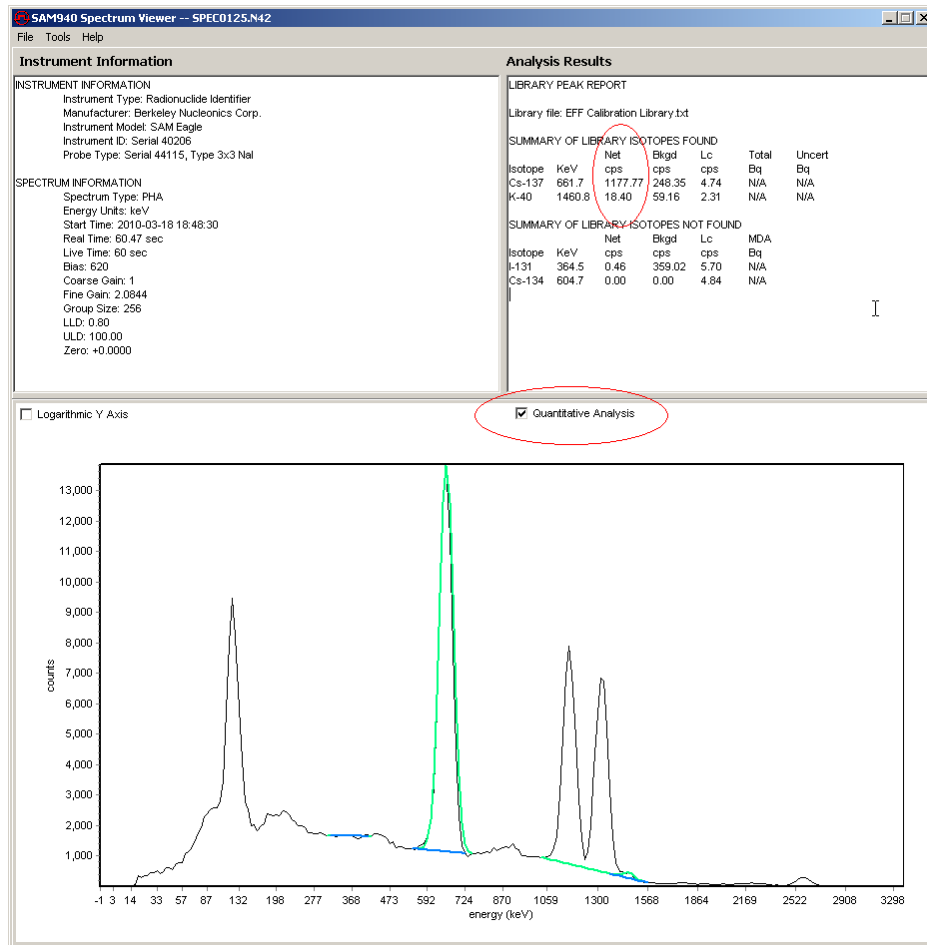 SAM940 Spectrum Viewer -- SPEC0125.N42
File Tools Help
Instrument Information
INSTRUMENT INFORMATION
Instrument Type: Radionuclide Identifier
Manufacturer: Berkeley Nucleonics Corp.
Instrument Model: SAM Eagle
Instrument ID: Serial 40206
Probe Type: Serial 44115, Type 3x3 NaI
SPECTRUM INFORMATION
Spectrum Type: PHA
Energy Units: keV
Start Time: 2010-03-18 18:48:30
Real Time: 60.47 sec
Live Time: 60 sec
Bias: 620
Coarse Gain: 1
Fine Gain: 2.0844
Group Size: 256
LLD: 0.80
ULD: 100.00
Zero: +0.0000
Analysis Results
LIBRARY PEAK REPORT
Library file: EFF Calibration Library.txt
SUMMARY OF LIBRARY ISOTOPES FOUND
Net Bkgd Lc Total Uncert
Isotope KeV cps cps cps Bq Bq
Cs-137 661.7 1177.77 248.35 4.74 N/A N/A
K-40 1460.8 18.40 59.16 2.31 N/A N/A
SUMMARY OF LIBRARY ISOTOPES NOT FOUND
Net Bkgd Lc MDA
Isotope KeV cps cps cps Bq
I-131 364.5 0.46 359.02 5.70 N/A
Cs-134 604.7 0.00 0.00 4.84 N/A
Logarithmic Y Axis
Quantitative Analysis
13,000
12,000
11,000
10,000
9,000
8,000
7,000
6,000
5,000
4,000
3,000
2,000
1,000
counts
-1 3 14 33 57 87 132 198 277 368 473 592 724 870 1059 1300 1568 1864 2169 2522 2908 3298
energy (keV)